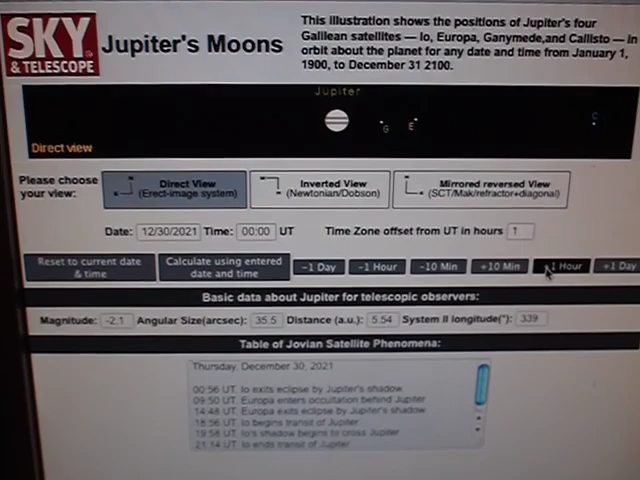 SKY
& TELESCOPE
Jupiter's Moons
This illustration shows the positions of Jupiter's four
Galilean satellites — Io, Europa, Ganymede,and Callisto — in
orbit about the planet for any date and time from January 1,
1900, to December 31 2100.
Jupiter
G E C
Direct view
Please choose
your view:
Direct View
(Erect-image system)
Inverted View
(Newtonian/Dobson)
Mirrored reversed View
(SCT/Mak/refractor+diagonal)
Date: 12/30/2021 Time: 00:00 UT Time Zone offset from UT in hours 1
Reset to current date
& time
Calculate using entered
date and time
−1 Day −1 Hour −10 Min +10 Min +1 Hour +1 Day
Basic data about Jupiter for telescopic observers:
Magnitude: -2.1 Angular Size(arcsec): 35.5 Distance (a.u.): 5.54 System II longitude(°): 339
Table of Jovian Satellite Phenomena:
Thursday, December 30, 2021
00:56 UT, Io exits eclipse by Jupiter's shadow.
09:50 UT, Europa enters occultation behind Jupiter
14:48 UT, Europa exits eclipse by Jupiter's shadow
18:56 UT, Io begins transit of Jupiter
19:58 UT, Io's shadow begins to cross Jupiter
21:14 UT, Io ends transit of Jupiter